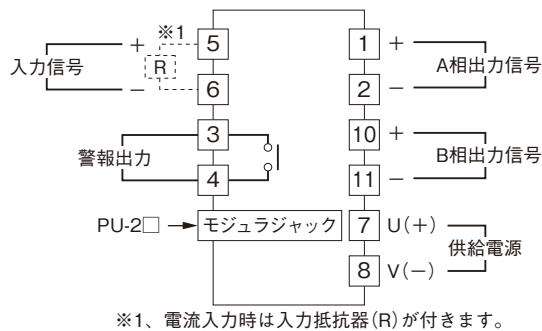 ※1
入力信号 + R 5 1 + A相出力信号
− 6 2 −
警報出力 3 10 + B相出力信号
4 11 −
PU-2□ モジュラジャック 7 U(+) 供給電源
8 V(−)
※1、電流入力時は入力抵抗器(R)が付きます。